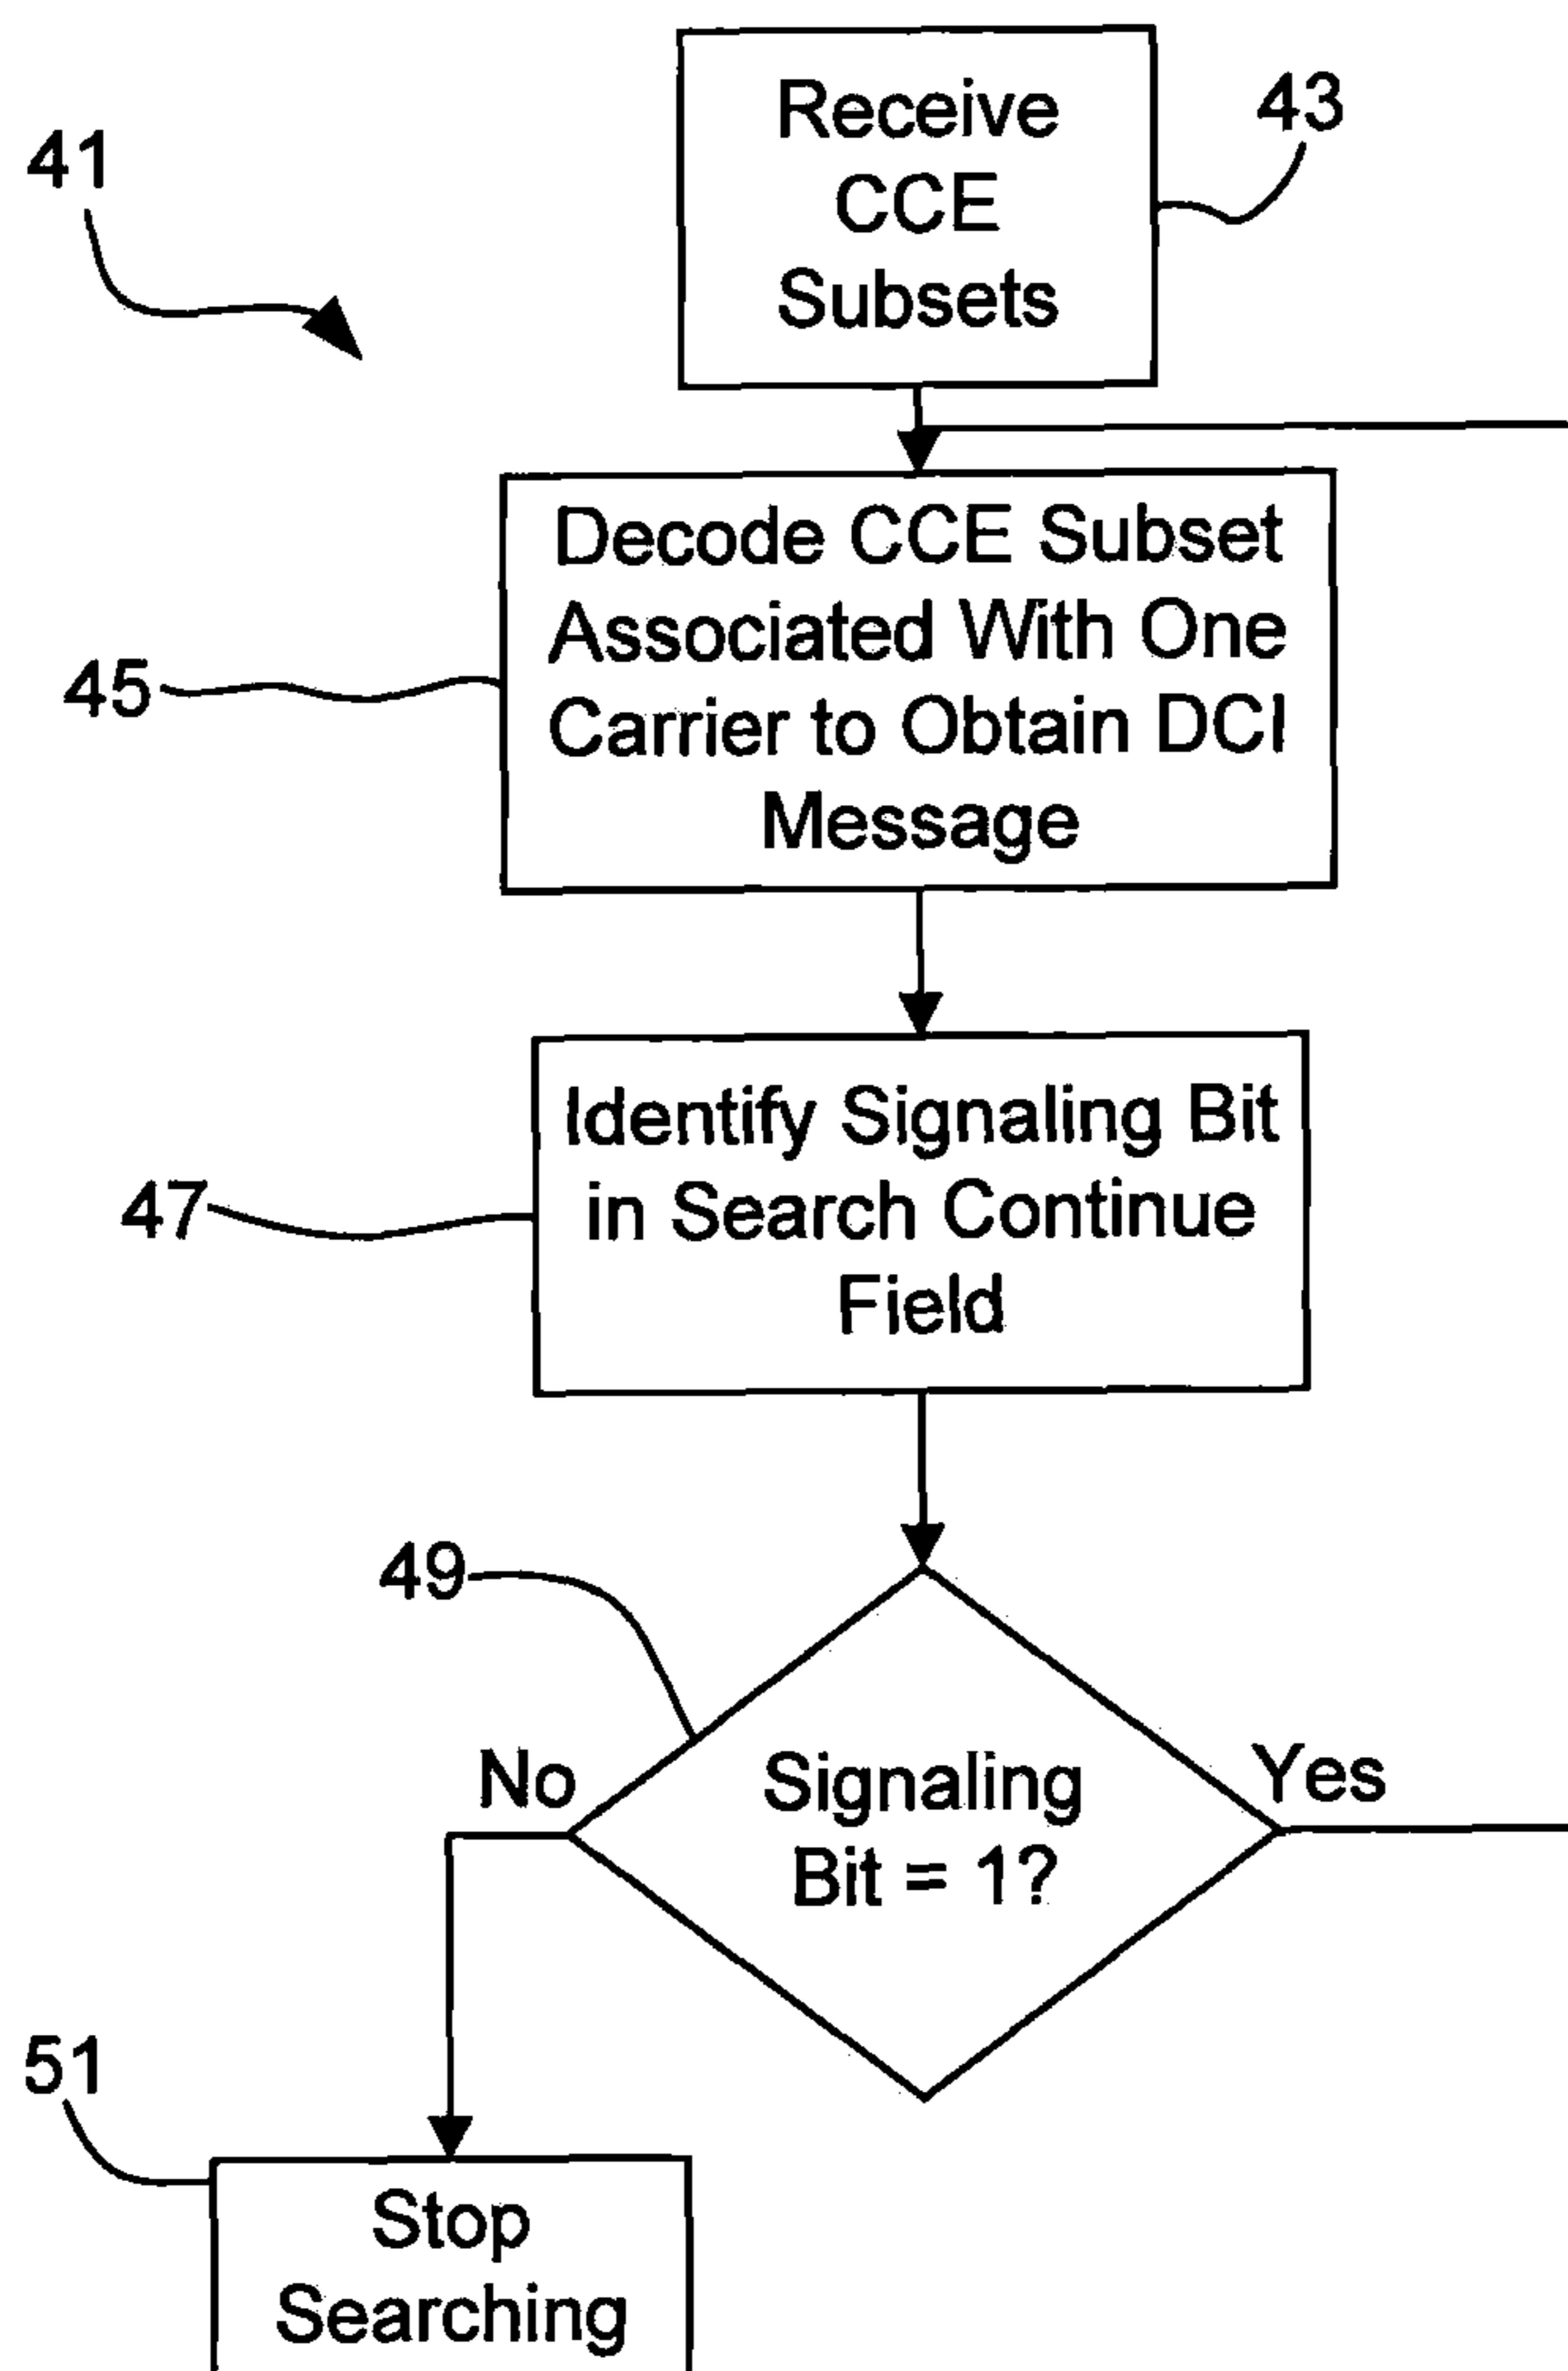 Receive
CCE
Subsets
43
41
Decode CCE Subset
Associated With One
Carrier to Obtain DCI
Message
45
Identify Signaling Bit
in Search Continue
Field
47
49
No
Signaling
Bit = 1?
Yes
51
Stop
Searching